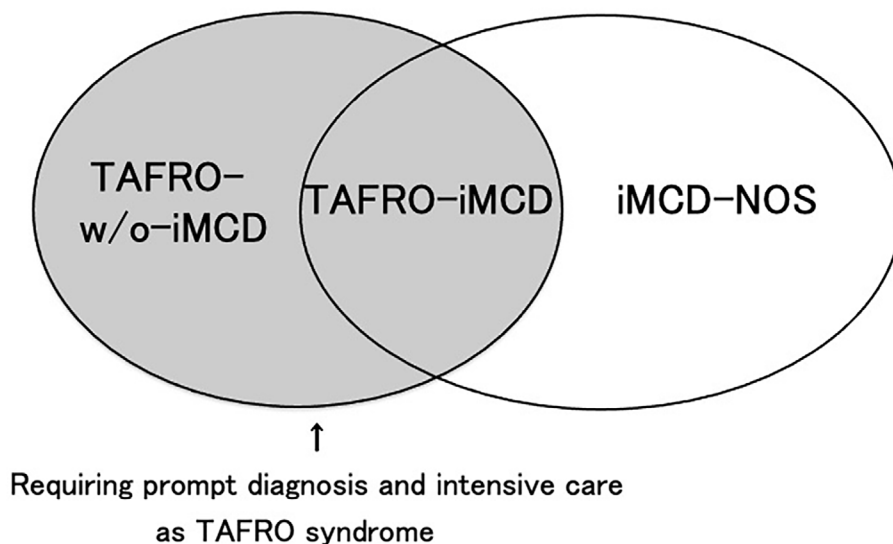 TAFRO-
w/o-iMCD
TAFRO-iMCD
iMCD-NOS
↑
Requiring prompt diagnosis and intensive care
as TAFRO syndrome